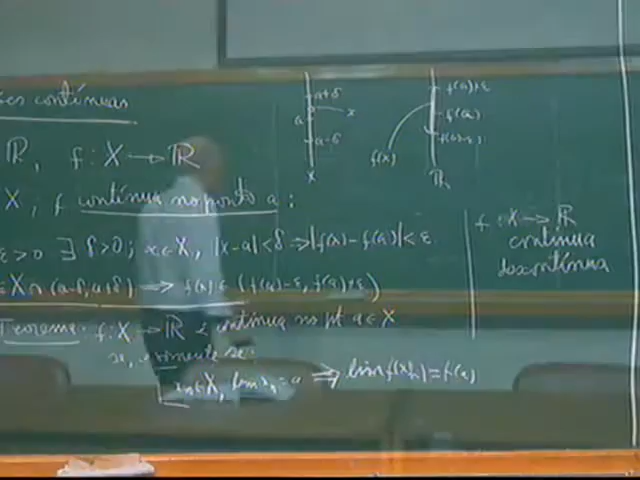 ões contínuas
ℝ, f: X → ℝ
X; f contínua no ponto a:
ε>0 ∃ δ>0; x∈X, |x-a|<δ ⇒ |f(x)-f(a)|<ε
∈X∩(a-δ, a+δ) ⇒ f(x)∈(f(a)-ε, f(a)+ε)
Teorema: f: X → ℝ é contínua no pt a∈X
se, e somente se:
xₙ∈X, lim xₙ = a ⇒ lim f(xₙ) = f(a)
a+δ
a
x
a-δ
X
f(a)+ε
f(a)
f(a)-ε
f(x)
ℝ
f: X → ℝ
contínua
descontínua